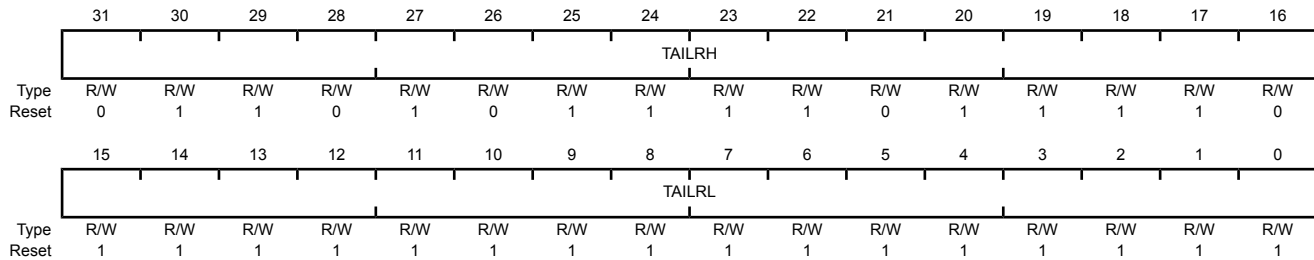 31 30 29 28 27 26 25 24 23 22 21 20 19 18 17 16
TAILRH
Type R/W R/W R/W R/W R/W R/W R/W R/W R/W R/W R/W R/W R/W R/W R/W R/W
Reset 0 1 1 0 1 0 1 1 1 1 0 1 1 1 1 0
15 14 13 12 11 10 9 8 7 6 5 4 3 2 1 0
TAILRL
Type R/W R/W R/W R/W R/W R/W R/W R/W R/W R/W R/W R/W R/W R/W R/W R/W
Reset 1 1 1 1 1 1 1 1 1 1 1 1 1 1 1 1